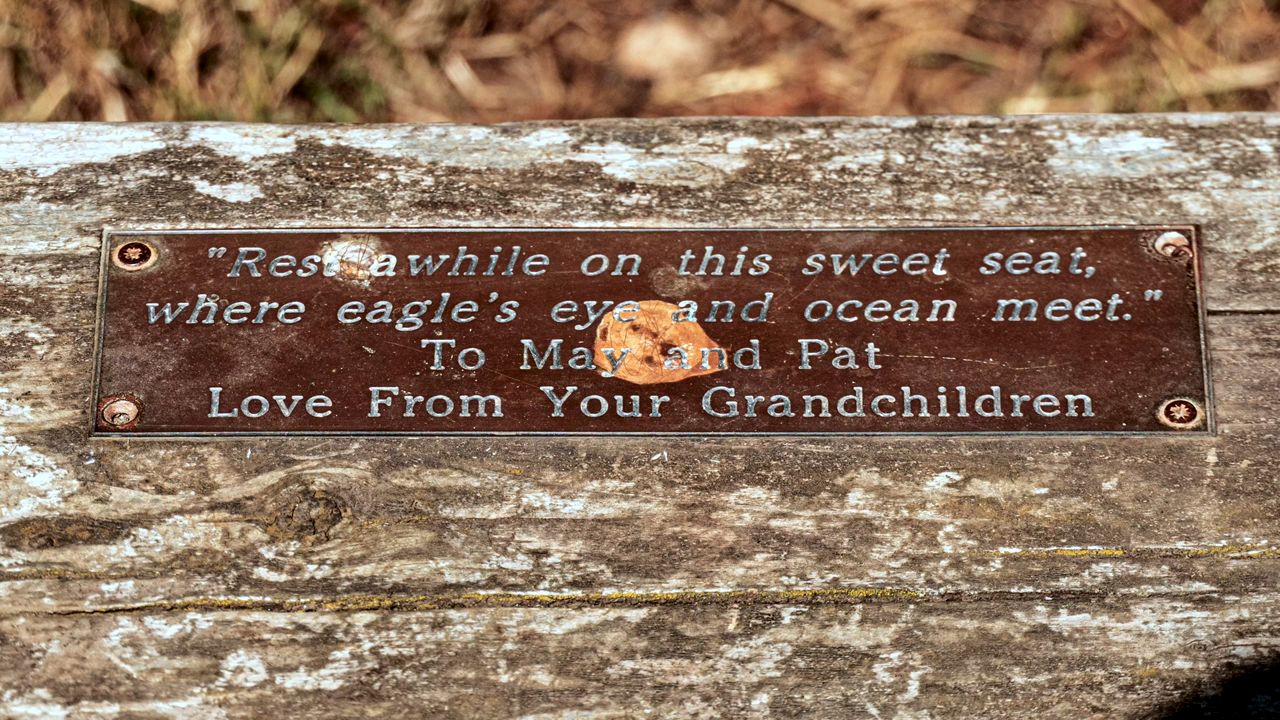 "Rest awhile on this sweet seat,
where eagle's eye and ocean meet."
To May and Pat
Love From Your Grandchildren